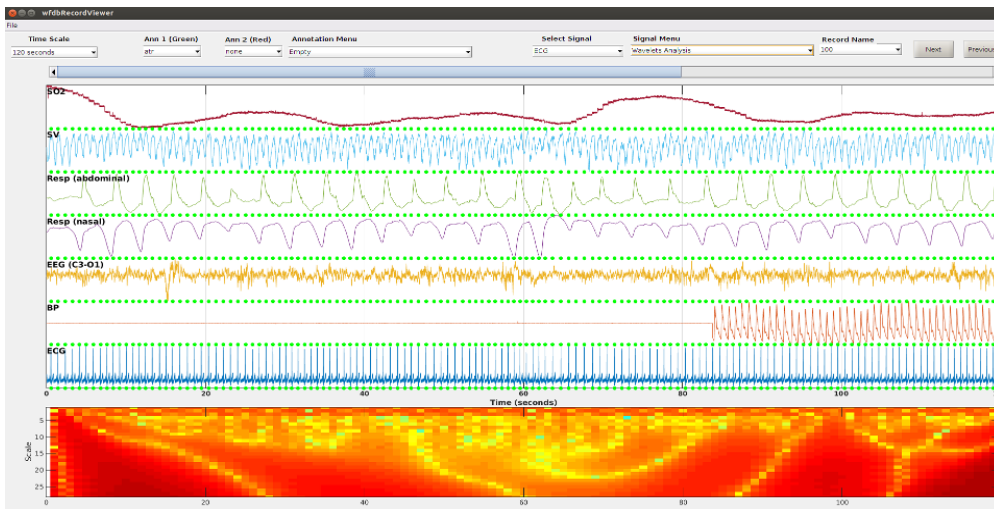 wfdbRecordViewer
File
Time Scale Ann 1 (Green) Ann 2 (Red) Annotation Menu Select Signal Signal Menu Record Name
120 seconds atr none Empty ECG Wavelets Analysis 100 Next Previou
SO2
SV
Resp (abdominal)
Resp (nasal)
EEG (C3-O1)
BP
ECG
0 20 40 60 80 100
Time (seconds)
5
10
15
20
25
Scale
0 20 40 60 80 100